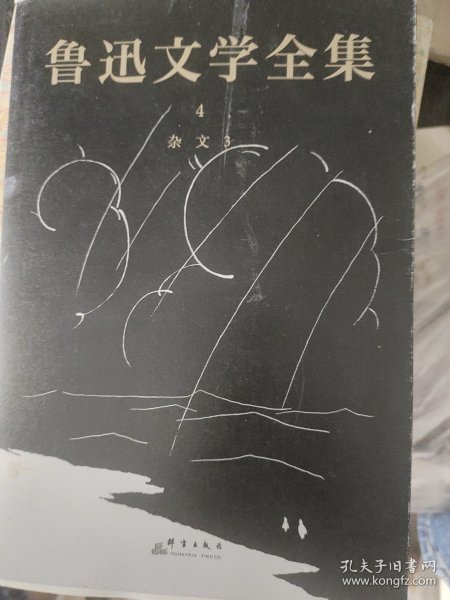 鲁迅文学全集
4
杂文 3
群言出版社
QUNYAN PRESS
孔夫子旧书网
www.kongfz.com